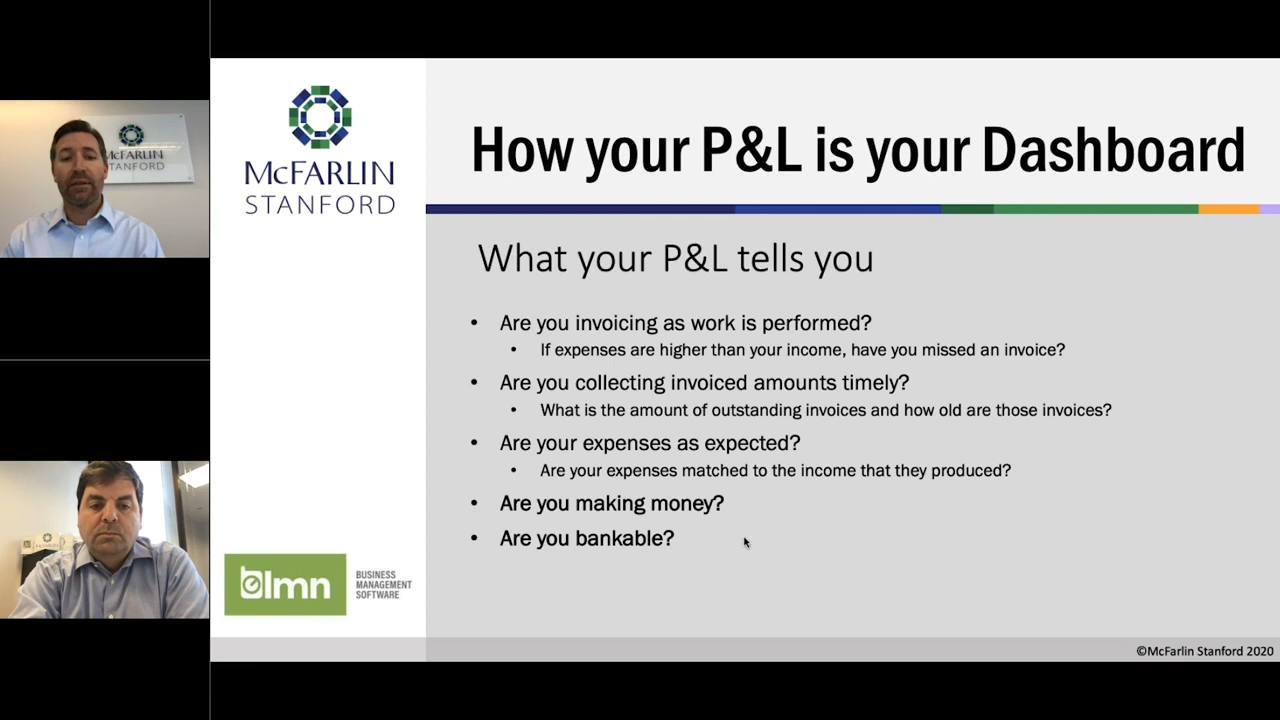 McFARLIN
STANFORD
McFARLIN
STANFORD
How your P&L is your Dashboard
What your P&L tells you
• Are you invoicing as work is performed?
• If expenses are higher than your income, have you missed an invoice?
• Are you collecting invoiced amounts timely?
• What is the amount of outstanding invoices and how old are those invoices?
• Are your expenses as expected?
• Are your expenses matched to the income that they produced?
• Are you making money?
• Are you bankable?
lmn
BUSINESS
MANAGEMENT
SOFTWARE
©McFarlin Stanford 2020